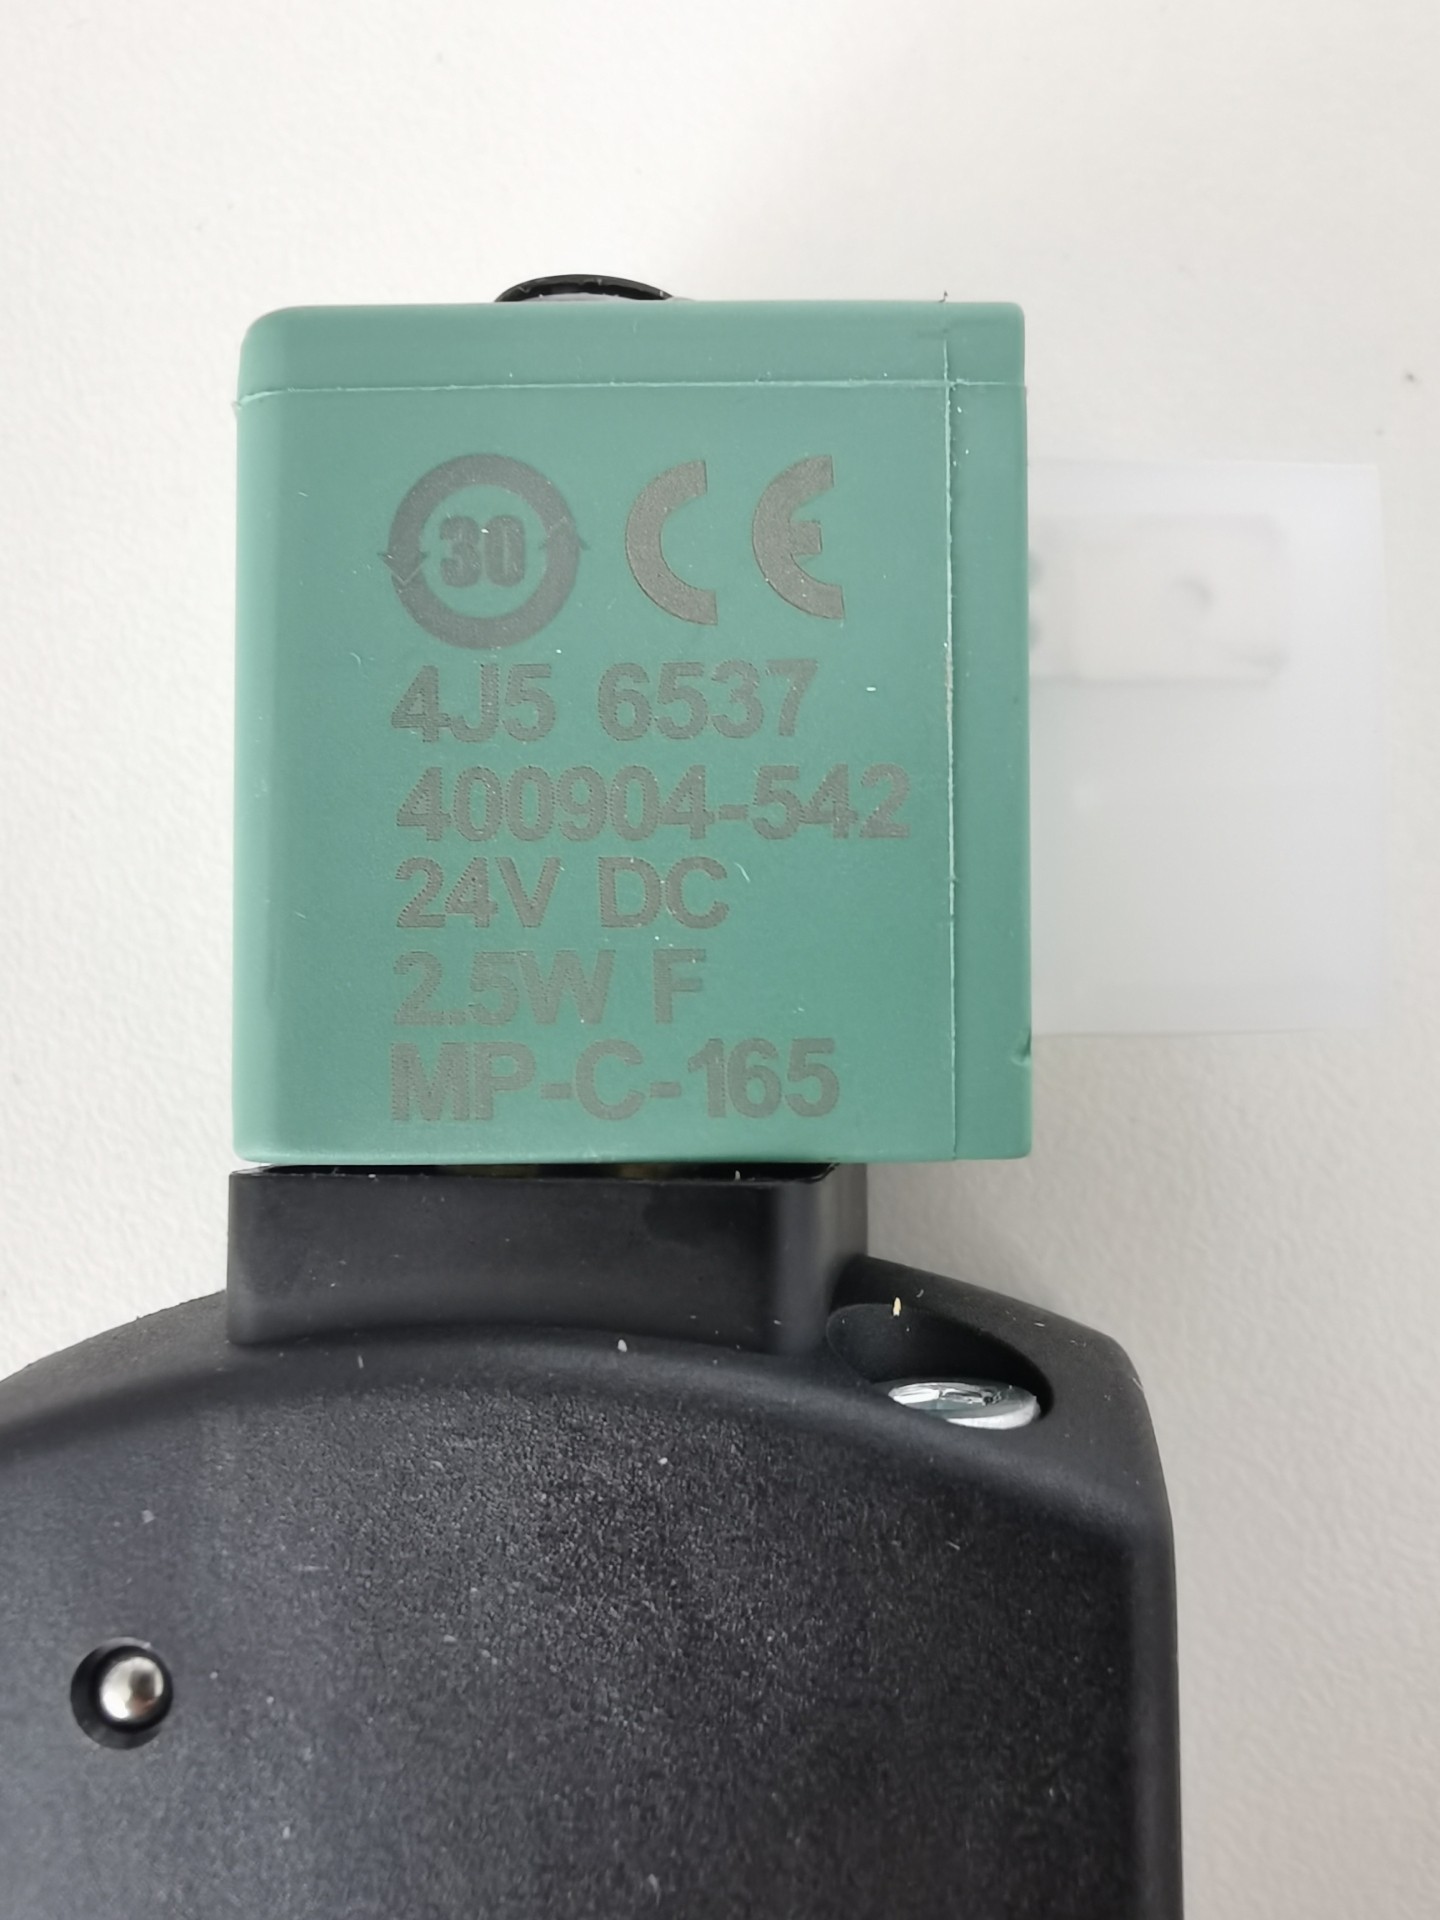 30 CE
4J5 6537
400904-542
24V DC
2.5W F
MP-C-165